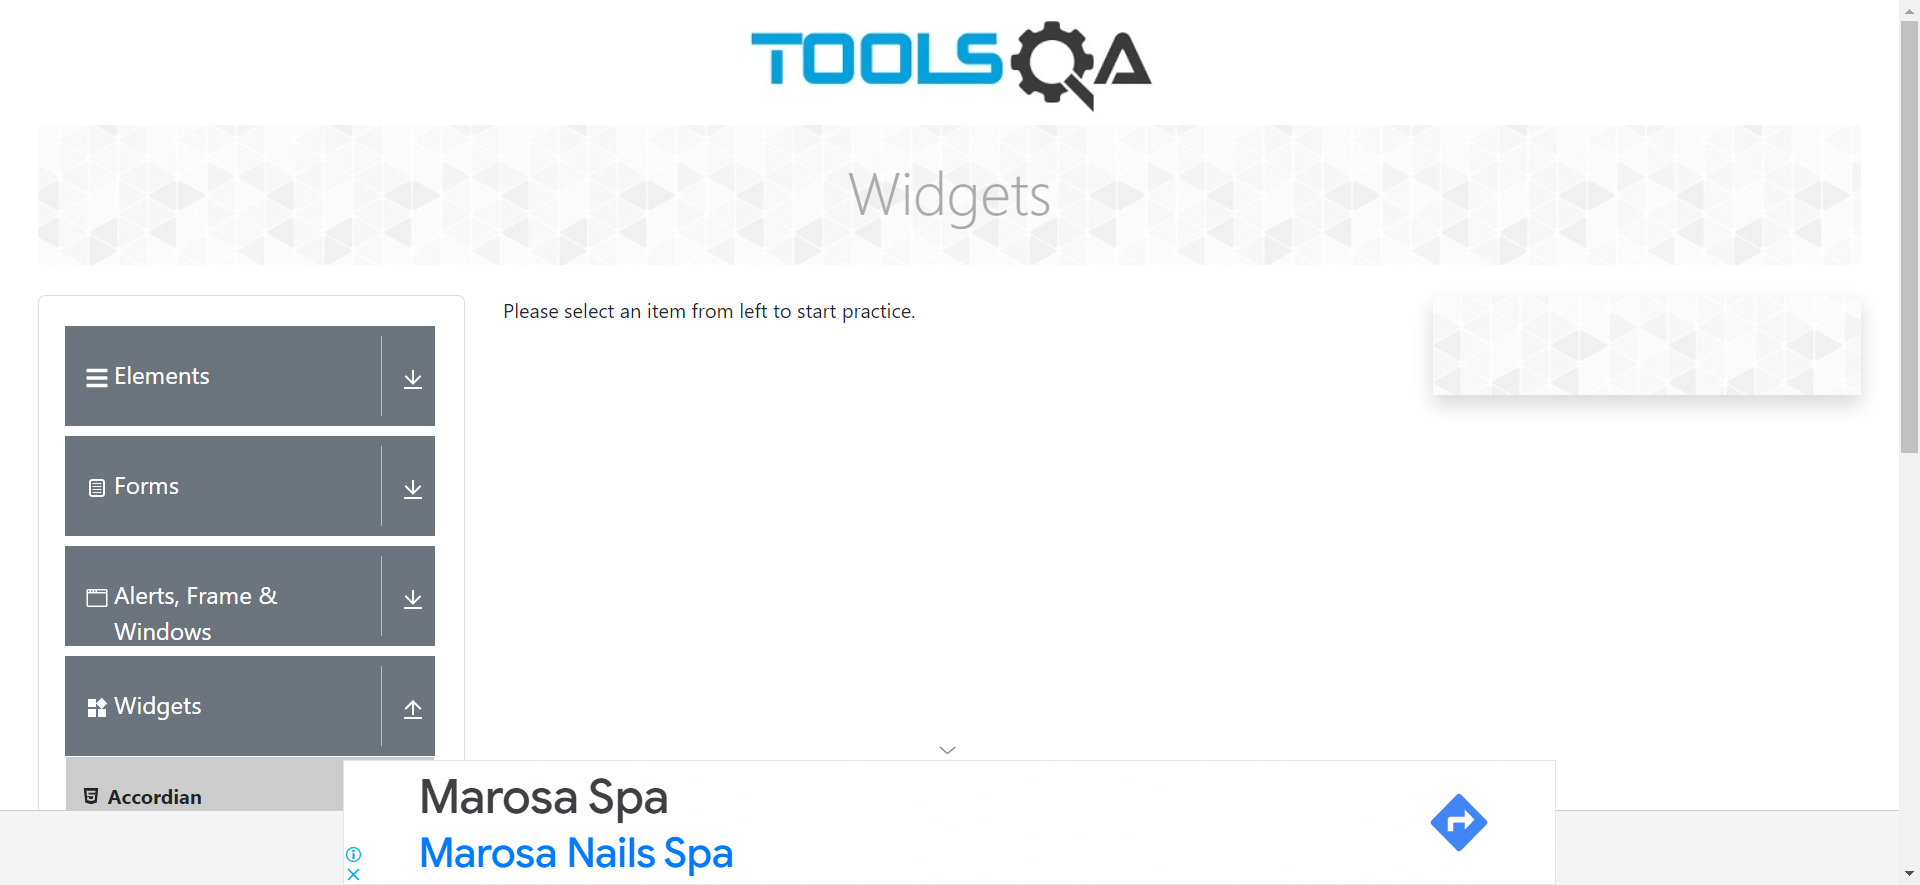 TOOLSQA
Widgets
Please select an item from left to start practice.
Elements
Forms
Alerts, Frame &
Windows
Widgets
Accordian
Marosa Spa
Marosa Nails Spa